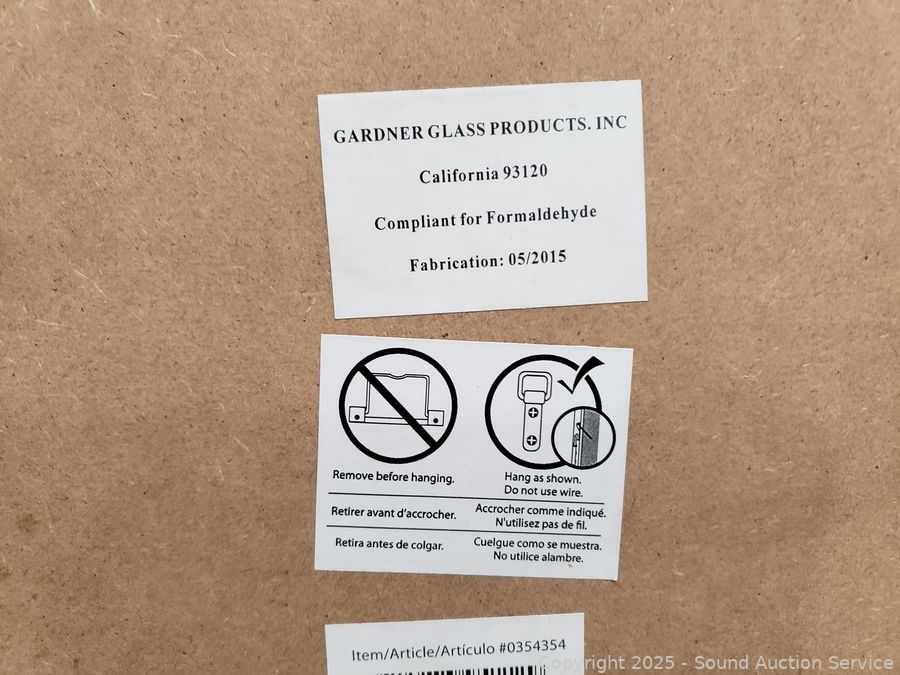 GARDNER GLASS PRODUCTS. INC
California 93120
Compliant for Formaldehyde
Fabrication: 05/2015
Remove before hanging.
Hang as shown.
Do not use wire.
Retirer avant d'accrocher.
Accrocher comme indiqué.
N'utilisez pas de fil.
Retira antes de colgar.
Cuelgue como se muestra.
No utilice alambre.
Item/Article/Artículo #0354354
Copyright 2025 - Sound Auction Service